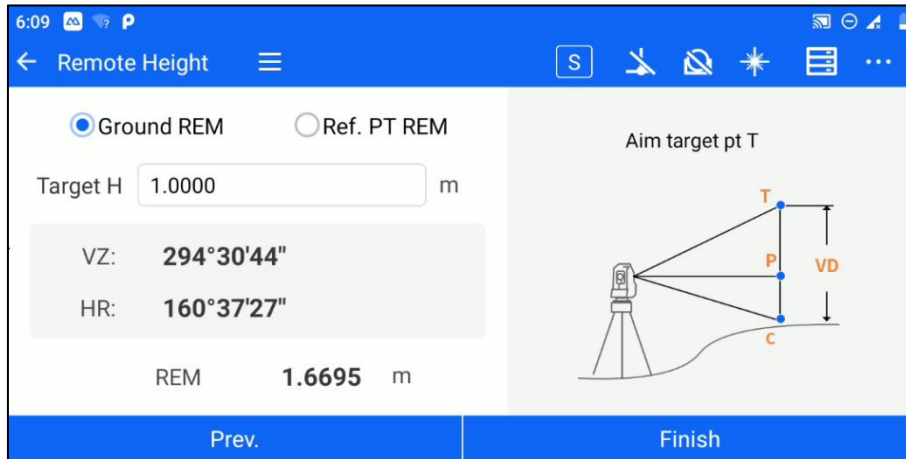 6:09
Remote Height
S
Ground REM
Ref. PT REM
Target H 1.0000 m
VZ: 294°30'44"
HR: 160°37'27"
REM 1.6695 m
Aim target pt T
T
P
VD
C
Prev.
Finish